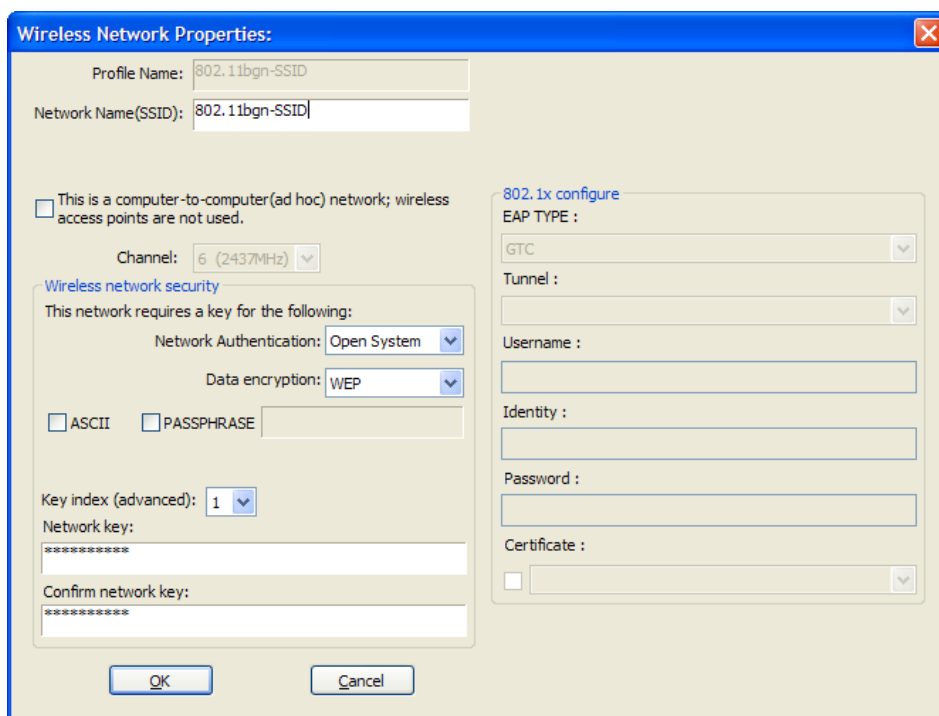 Wireless Network Properties:
Profile Name: 802.11bgn-SSID
Network Name(SSID): 802.11bgn-SSID
This is a computer-to-computer(ad hoc) network; wireless
access points are not used.
Channel: 6 (2437MHz)
Wireless network security
This network requires a key for the following:
Network Authentication: Open System
Data encryption: WEP
ASCII PASSPHRASE
Key index (advanced): 1
Network key:
**********
Confirm network key:
**********
802.1x configure
EAP TYPE :
GTC
Tunnel :
Username :
Identity :
Password :
Certificate :
OK Cancel